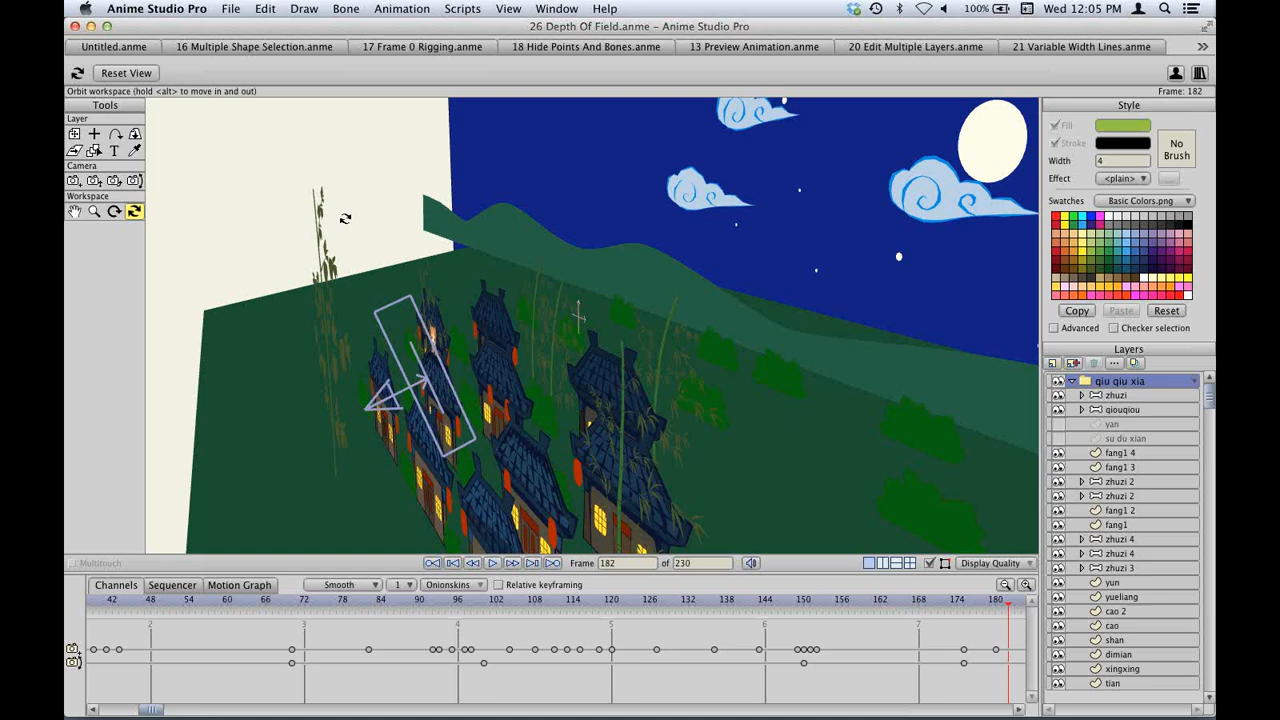 Anime Studio Pro File Edit Draw Bone Animation Scripts View Window Help 100% Wed 12:05 PM
26 Depth Of Field.anme – Anime Studio Pro
Untitled.anme 16 Multiple Shape Selection.anme 17 Frame 0 Rigging.anme 18 Hide Points And Bones.anme 13 Preview Animation.anme 20 Edit Multiple Layers.anme 21 Variable Width Lines.anme
Reset View
Orbit workspace (hold <alt> to move in and out) Frame: 182
Tools
Layer
T
Camera
Workspace
Style
Fill
Stroke
Width 4
No Brush
Effect <plain>
Swatches Basic Colors.png
Copy Paste Reset
Advanced Checker selection
Layers
qiu qiu xia
zhuzi
qiouqiou
yan
su du xian
fang1 4
fang1 3
zhuzi 2
zhuzi 2
fang1 2
fang1
zhuzi 4
zhuzi 4
zhuzi 3
yun
yueliang
cao 2
cao
shan
dimian
xingxing
tian
Multitouch Frame 182 of 230 Display Quality
Channels Sequencer Motion Graph Smooth 1 Onionskins Relative keyframing
42 48 54 60 66 72 78 84 90 96 102 108 114 120 126 132 138 144 150 156 162 168 174 180
2 3 4 5 6 7